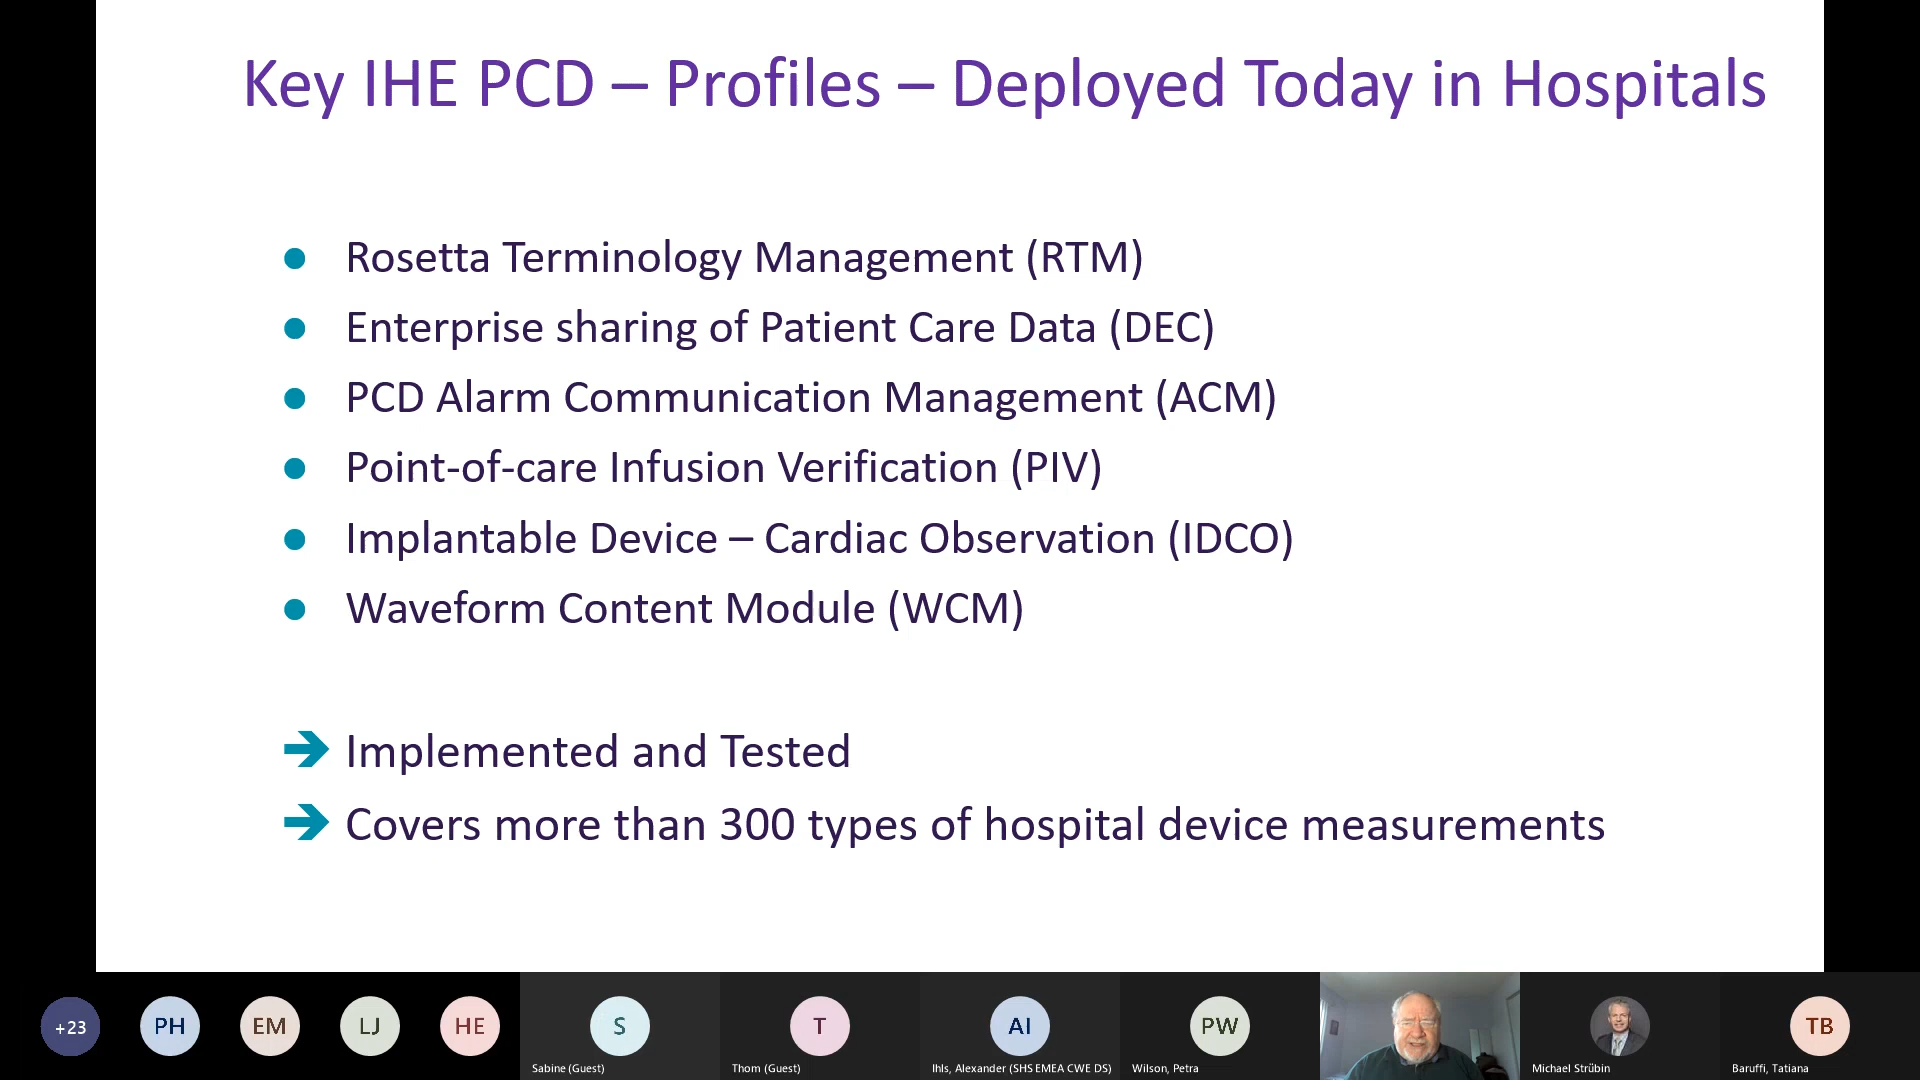 Key IHE PCD – Profiles – Deployed Today in Hospitals
● Rosetta Terminology Management (RTM)
● Enterprise sharing of Patient Care Data (DEC)
● PCD Alarm Communication Management (ACM)
● Point-of-care Infusion Verification (PIV)
● Implantable Device – Cardiac Observation (IDCO)
● Waveform Content Module (WCM)
➔ Implemented and Tested
➔ Covers more than 300 types of hospital device measurements
+23 PH EM LJ HE S T AI PW TB
Sabine (Guest) Thom (Guest) Ihls, Alexander (SHS EMEA CWE DS) Wilson, Petra Michael Strübin Baruffi, Tatiana